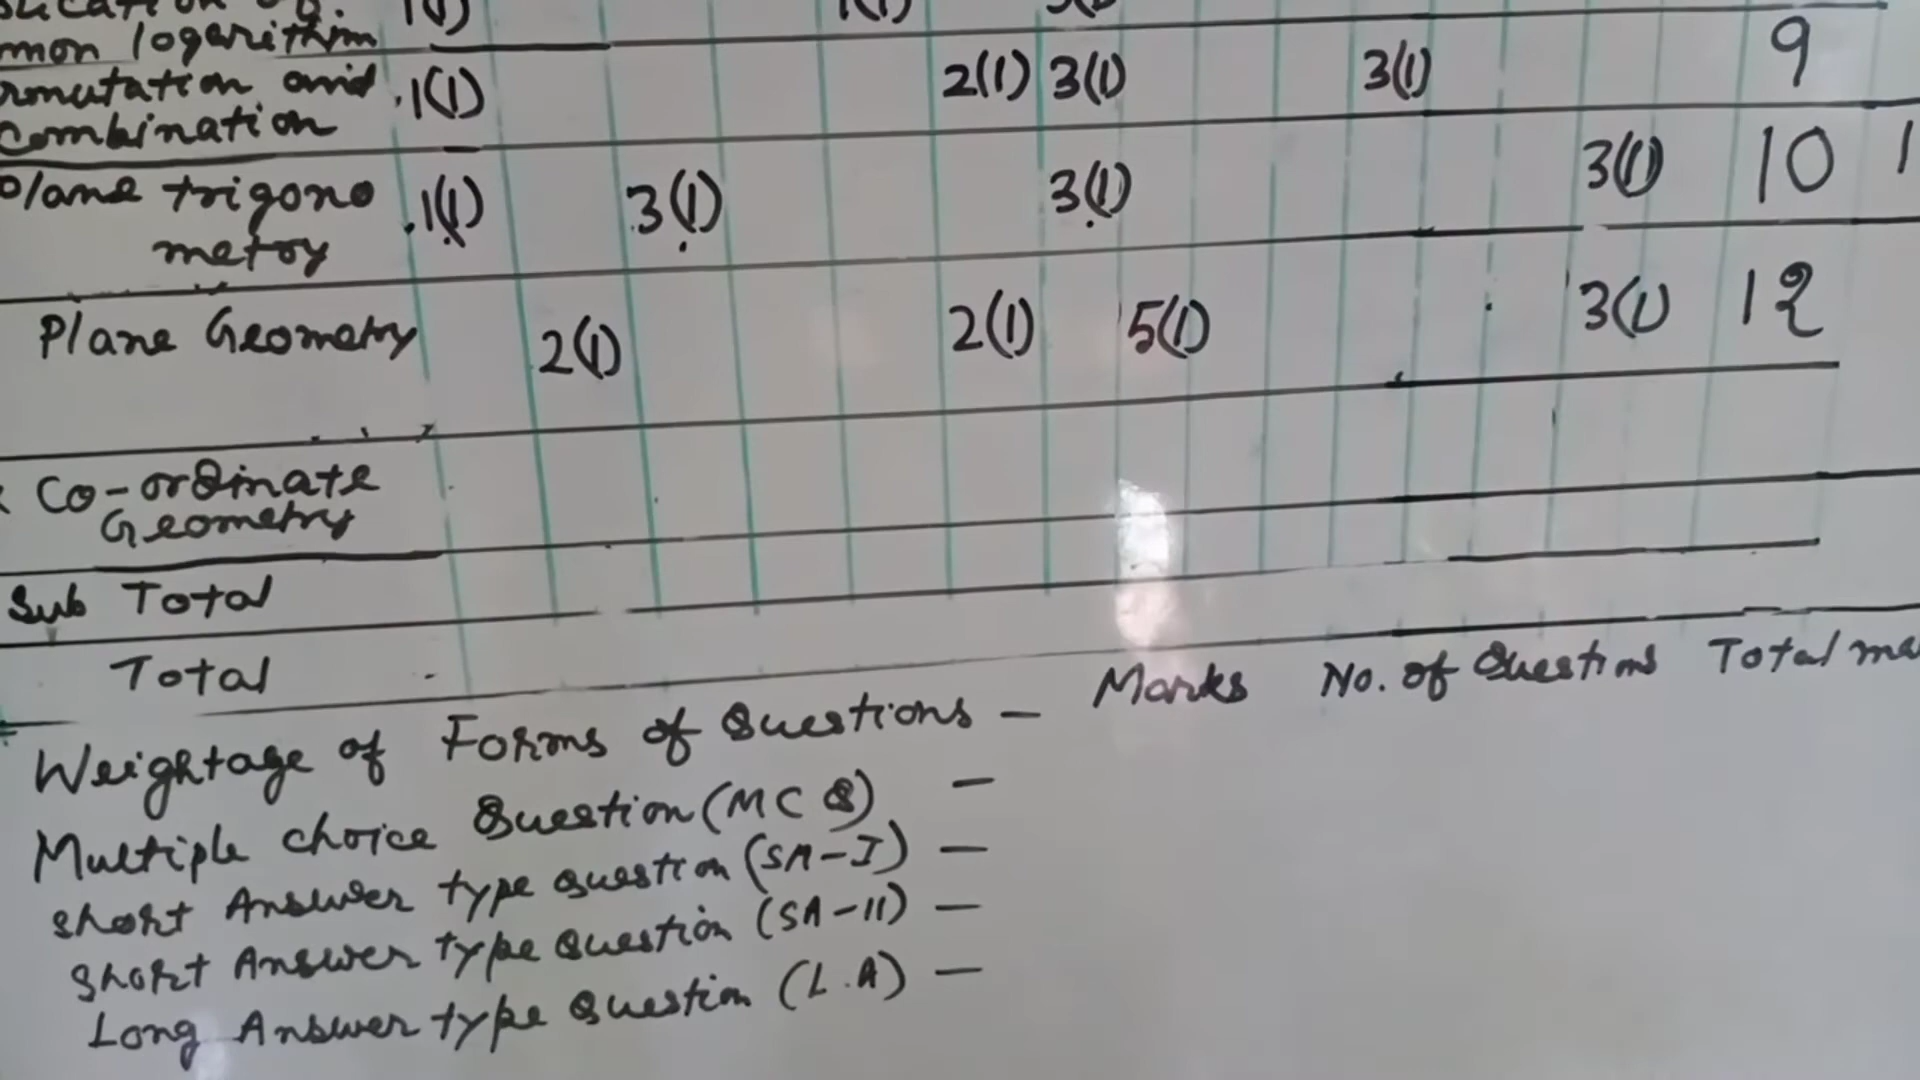 1(1)
mon logarithm
rmutation and .1(1) 2(1) 3(1) 3(1) 9
combination
Plane trigono .1(1) 3(1) 3(1) 3(1) 10 1
metry
Plane Geometry 2(1) 2(1) 5(1) 3(1) 12
Co-ordinate
Geometry
Sub Total
Total
Weightage of Forms of Questions - Marks No. of Questions Total ma
Multiple choice Question (MCQ) -
Short Answer type Question (SA-I) -
Short Answer type Question (SA-II) -
Long Answer type Question (L.A) -